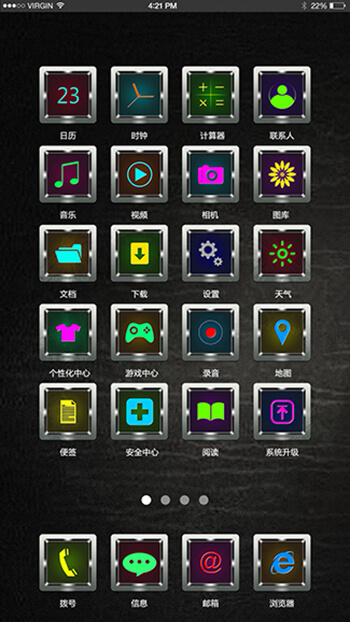 VIRGIN 4:21 PM 22%
23
日历 时钟 计算器 联系人
音乐 视频 相机 图库
文档 下载 设置 天气
个性化中心 游戏中心 录音 地图
便签 安全中心 阅读 系统升级
@
拨号 信息 邮箱 浏览器